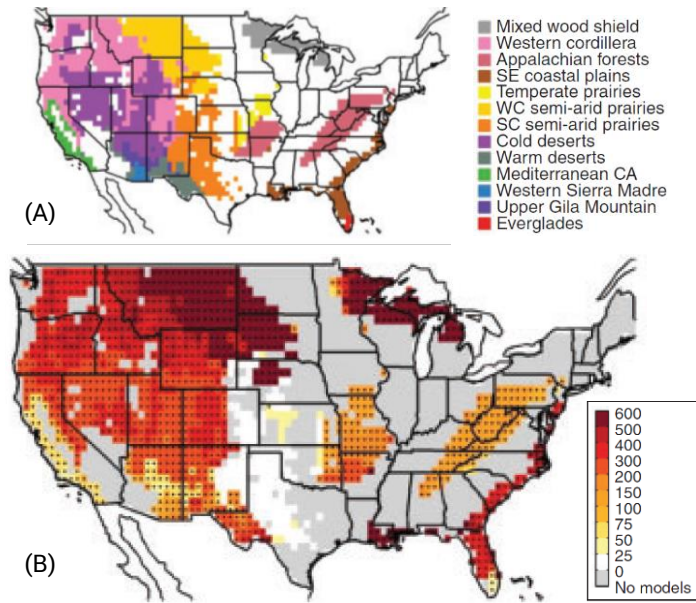 Mixed wood shield
Western cordillera
Appalachian forests
SE coastal plains
Temperate prairies
WC semi-arid prairies
SC semi-arid prairies
Cold deserts
Warm deserts
Mediterranean CA
Western Sierra Madre
Upper Gila Mountain
Everglades
(A)
(B)
600
500
400
300
200
150
100
75
50
25
0
No models